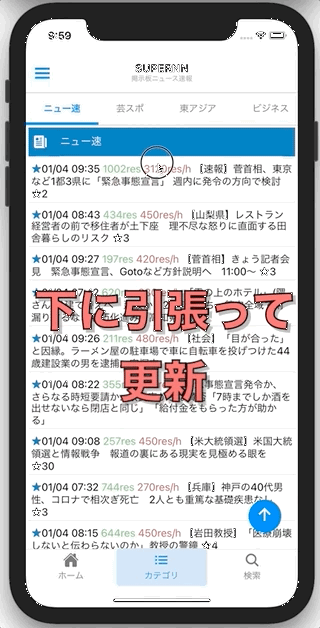 9:59
SUPERNN
掲示板ニュース速報
ニュー速
芸スポ
東アジア
ビジネス
ニュー速
★01/04 09:35 1002res 3120res/h 【速報】菅首相、東京
など1都3県に「緊急事態宣言」 週内に発令の方向で検討
☆2
★01/04 08:43 434res 450res/h 【山梨県】レストラン
経営者の前で移住者が土下座 理不尽な怒りに直面する田
舎暮らしのリスク ☆3
★01/04 09:27 197res 420res/h 【菅首相】きょう記者会
見 緊急事態宣言、Gotoなど方針説明へ 11:00〜 ☆3
下に引張って
更新
★01/04 09:26 211res 480res/h 【社会】「目が合った」
と因縁。ラーメン屋の駐車場で車に自転車を投げつけた44
歳建設業の男を逮捕
★01/04 08:22
事態宣言発令か、
さらなる時短要請か
「7時までしか酒を
出せないなら閉店と同じ」「給付金をもらった方がか
る」
★01/04 09:08 257res 450res/h 【米大統領選】米国大統
領選と情報戦争 報道の裏にある現実を見極める眼を
☆30
★01/04 07:32 744res 270res/h 【兵庫】神戸の40代男
性、コロナで相次ぎ死亡 2人とも重篤な基礎疾患なし
☆3
★01/04 08:15 644res 450res/h 【岩田教授】「医療崩壊
しないと伝わらないのか」教授の警鐘 ☆4
ホーム
カテゴリ
検索